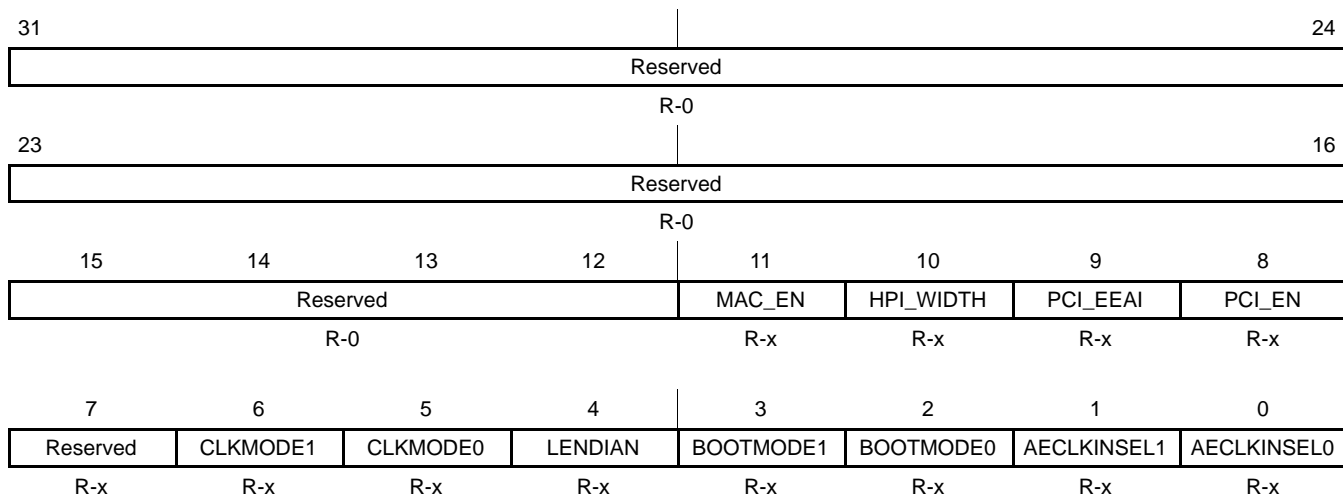 31 24
Reserved
R-0
23 16
Reserved
R-0
15 14 13 12 11 10 9 8
Reserved MAC_EN HPI_WIDTH PCI_EEAI PCI_EN
R-0 R-x R-x R-x R-x
7 6 5 4 3 2 1 0
Reserved CLKMODE1 CLKMODE0 LENDIAN BOOTMODE1 BOOTMODE0 AECLKINSEL1 AECLKINSEL0
R-x R-x R-x R-x R-x R-x R-x R-x